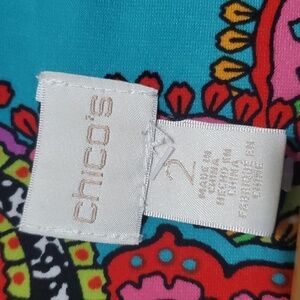 chico's
2
MADE IN
CHINA
HECHO EN
CHINA
FABRIQUÉ EN
CHINE